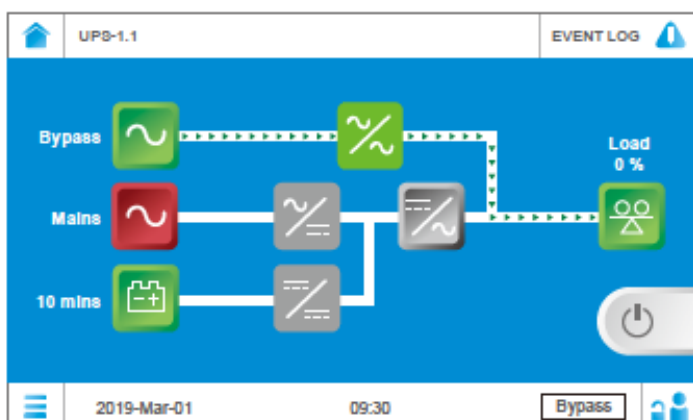 UPS-1.1
EVENT LOG
Bypass
Load
0 %
Mains
10 mins
2019-Mar-01
09:30
Bypass